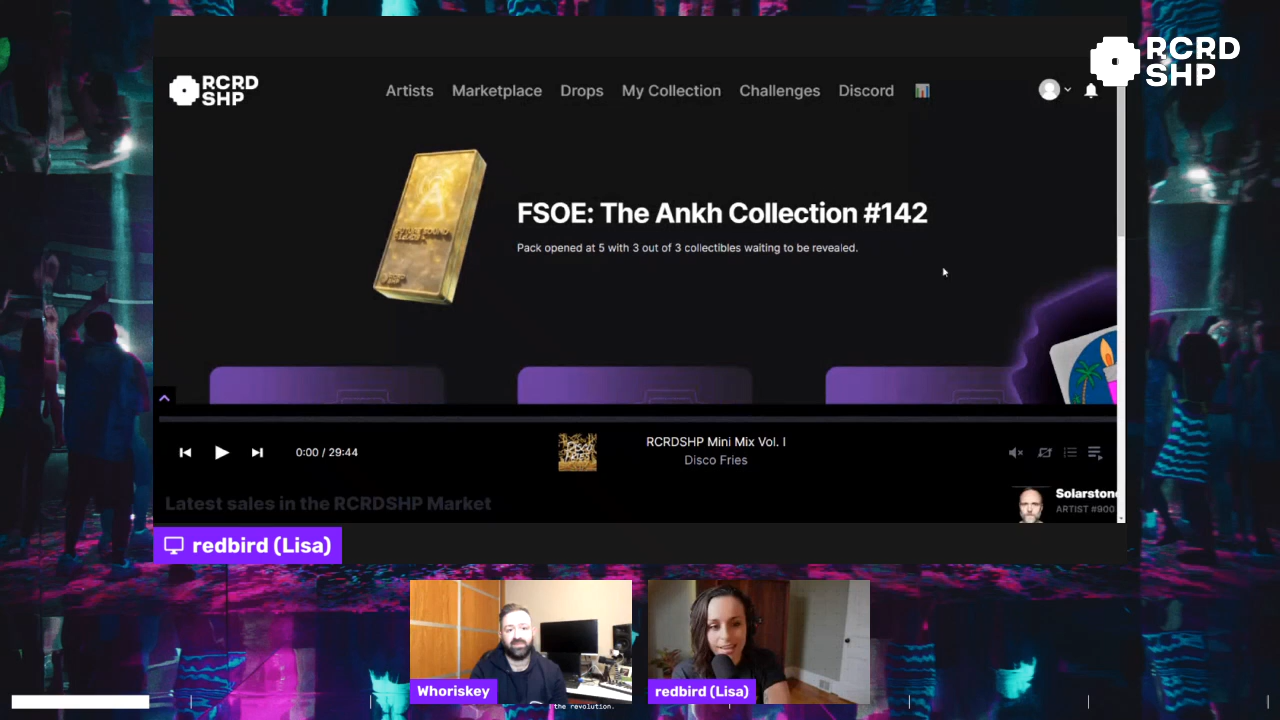 RCRD
SHP
RCRD
SHP
Artists Marketplace Drops My Collection Challenges Discord
FSOE: The Ankh Collection #142
Pack opened at 5 with 3 out of 3 collectibles waiting to be revealed.
0:00 / 29:44
RCRDSHP Mini Mix Vol. I
Disco Fries
Latest sales in the RCRDSHP Market
Solarstone
ARTIST #900
redbird (Lisa)
Whoriskey
redbird (Lisa)
the revolution.